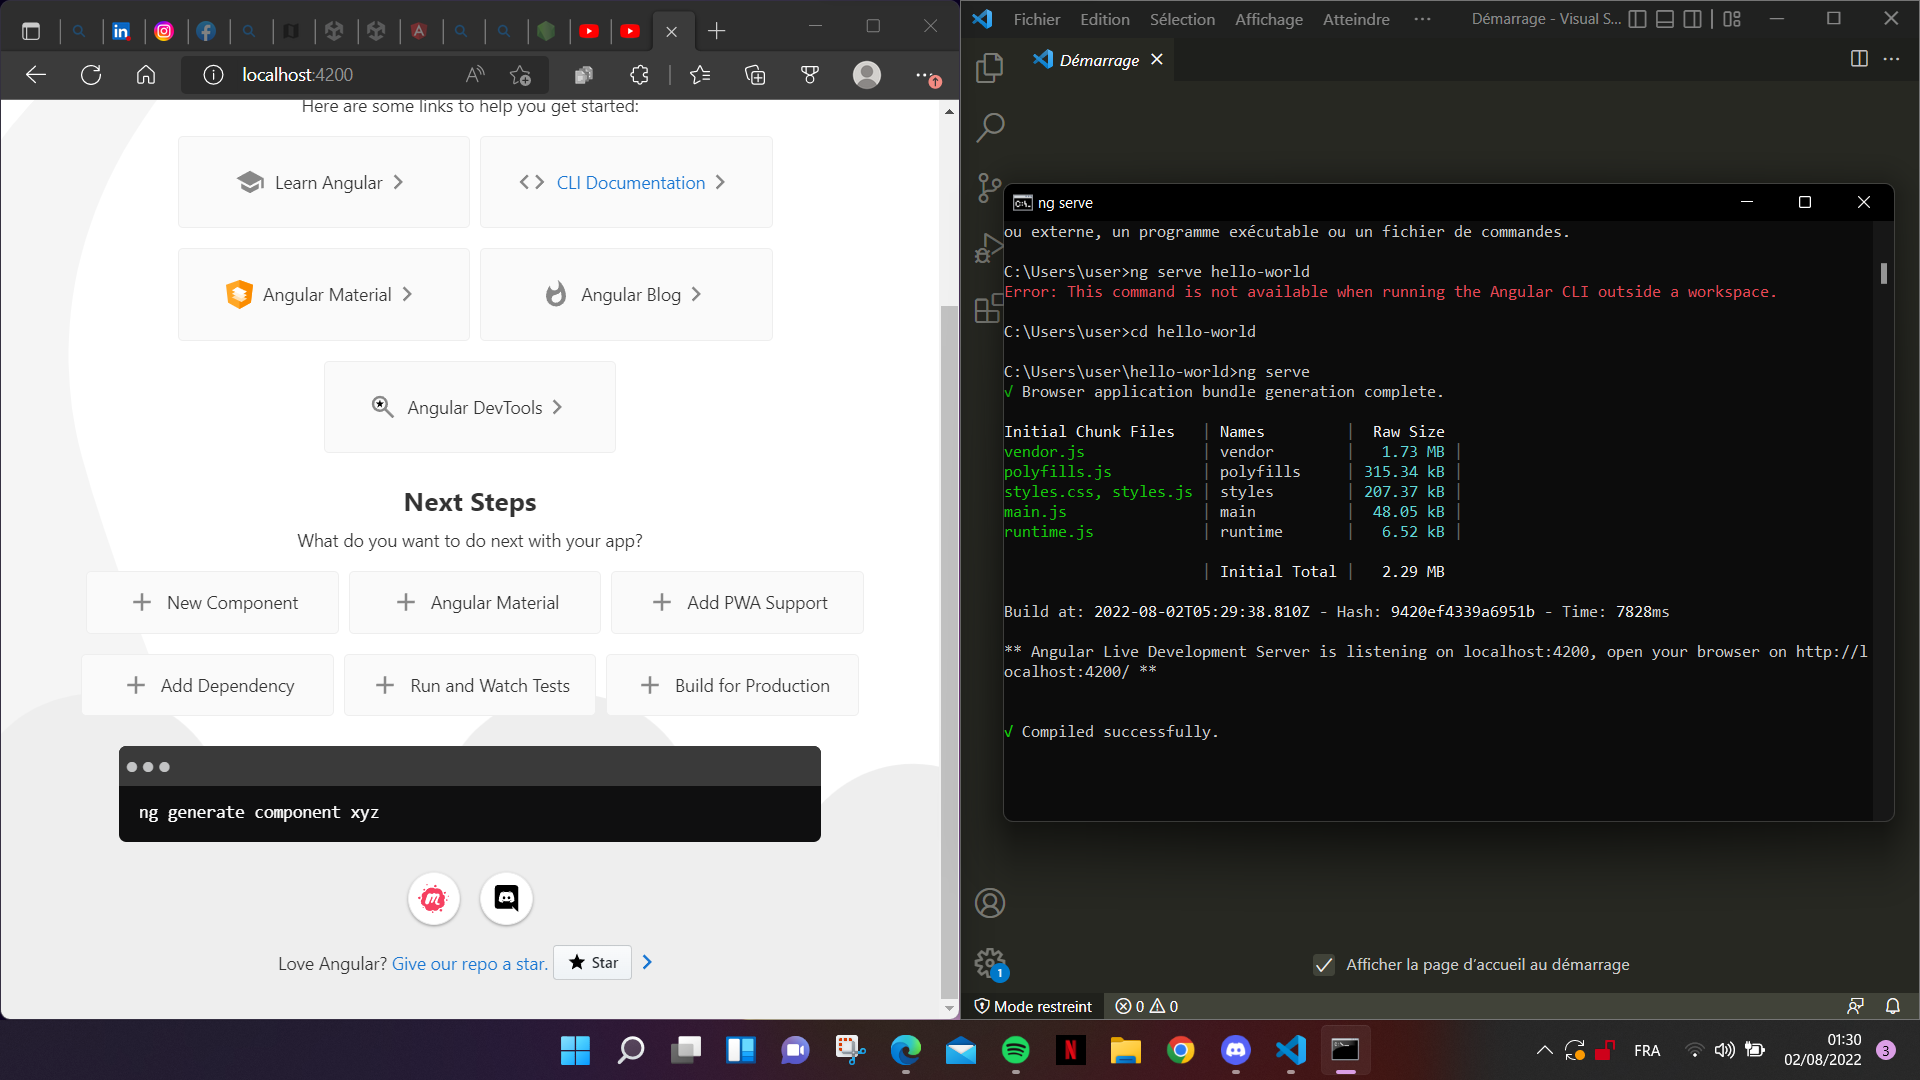 localhost:4200
Here are some links to help you get started:
Learn Angular
CLI Documentation
Angular Material
Angular Blog
Angular DevTools
Next Steps
What do you want to do next with your app?
New Component
Angular Material
Add PWA Support
Add Dependency
Run and Watch Tests
Build for Production
ng generate component xyz
Love Angular? Give our repo a star. Star
Fichier Edition Sélection Affichage Atteindre ··· Démarrage - Visual S...
Démarrage
ng serve
ou externe, un programme exécutable ou un fichier de commandes.
C:\Users\user>ng serve hello-world
Error: This command is not available when running the Angular CLI outside a workspace.
C:\Users\user>cd hello-world
C:\Users\user\hello-world>ng serve
√ Browser application bundle generation complete.
Initial Chunk Files | Names | Raw Size
vendor.js | vendor | 1.73 MB |
polyfills.js | polyfills | 315.34 kB |
styles.css, styles.js | styles | 207.37 kB |
main.js | main | 48.05 kB |
runtime.js | runtime | 6.52 kB |
| Initial Total | 2.29 MB
Build at: 2022-08-02T05:29:38.810Z - Hash: 9420ef4339a6951b - Time: 7828ms
** Angular Live Development Server is listening on localhost:4200, open your browser on http://l
ocalhost:4200/ **
√ Compiled successfully.
Afficher la page d'accueil au démarrage
1
Mode restreint 0 0
FRA
01:30
02/08/2022
3